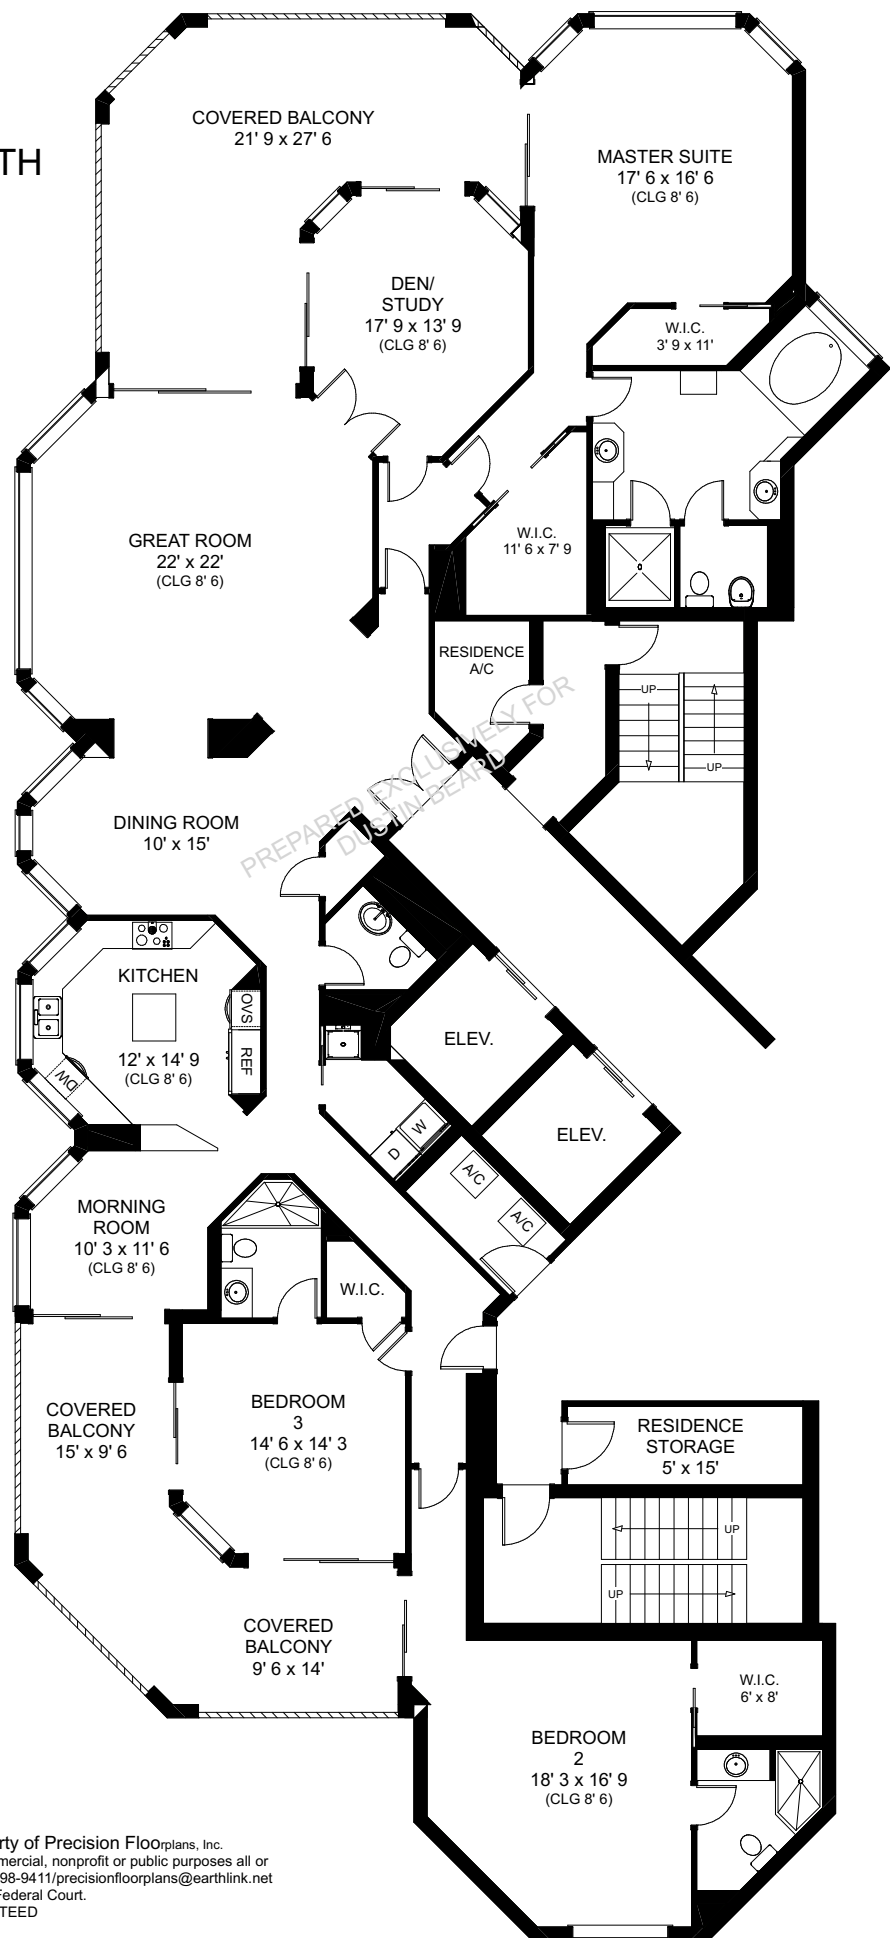 TH
COVERED BALCONY
21' 9 x 27' 6
MASTER SUITE
17' 6 x 16' 6
(CLG 8' 6)
DEN/
STUDY
17' 9 x 13' 9
(CLG 8' 6)
W.I.C.
3' 9 x 11'
GREAT ROOM
22' x 22'
(CLG 8' 6)
W.I.C.
11' 6 x 7' 9
RESIDENCE
A/C
UP
UP
PREPARED EXCLUSIVELY FOR
DUSTIN BEARD
DINING ROOM
10' x 15'
KITCHEN
12' x 14' 9
(CLG 8' 6)
OVS
REF
DW
ELEV.
ELEV.
W
D
A/C
A/C
MORNING
ROOM
10' 3 x 11' 6
(CLG 8' 6)
W.I.C.
COVERED
BALCONY
15' x 9' 6
BEDROOM
3
14' 6 x 14' 3
(CLG 8' 6)
RESIDENCE
STORAGE
5' x 15'
UP
UP
COVERED
BALCONY
9' 6 x 14'
W.I.C.
6' x 8'
BEDROOM
2
18' 3 x 16' 9
(CLG 8' 6)
rty of Precision Floorplans, Inc.
mercial, nonprofit or public purposes all or
98-9411/precisionfloorplans@earthlink.net
Federal Court.
TEED